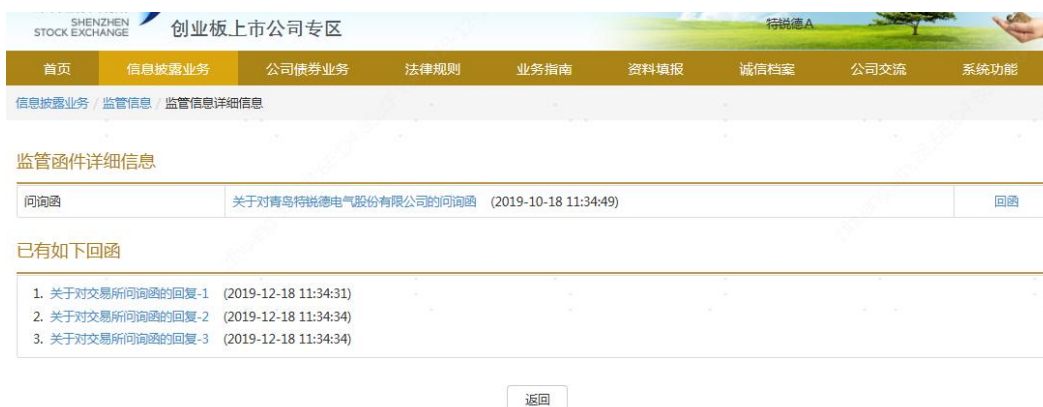 SHENZHEN
STOCK EXCHANGE
创业板上市公司专区
特锐德A
首页 信息披露业务 公司债券业务 法律规则 业务指南 资料填报 诚信档案 公司交流 系统功能
信息披露业务 / 监管信息 / 监管信息详细信息
监管函件详细信息
问询函 关于对青岛特锐德电气股份有限公司的问询函 (2019-10-18 11:34:49) 回函
已有如下回函
1. 关于对交易所问询函的回复-1 (2019-12-18 11:34:31)
2. 关于对交易所问询函的回复-2 (2019-12-18 11:34:34)
3. 关于对交易所问询函的回复-3 (2019-12-18 11:34:34)
返回